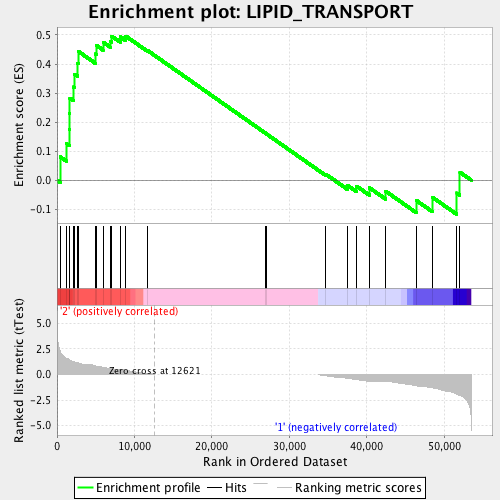 Enrichment plot: LIPID_TRANSPORT
Enrichment score (ES)
0.5
0.4
0.3
0.2
0.1
0.0
-0.1
'2' (positively correlated)
Ranked list metric (tTest)
5.0
2.5
0.0
-2.5
-5.0
Zero cross at 12621
'1' (negatively correlated)
0
10,000
20,000
30,000
40,000
50,000
Rank in Ordered Dataset
Enrichment profile
Hits
Ranking metric scores